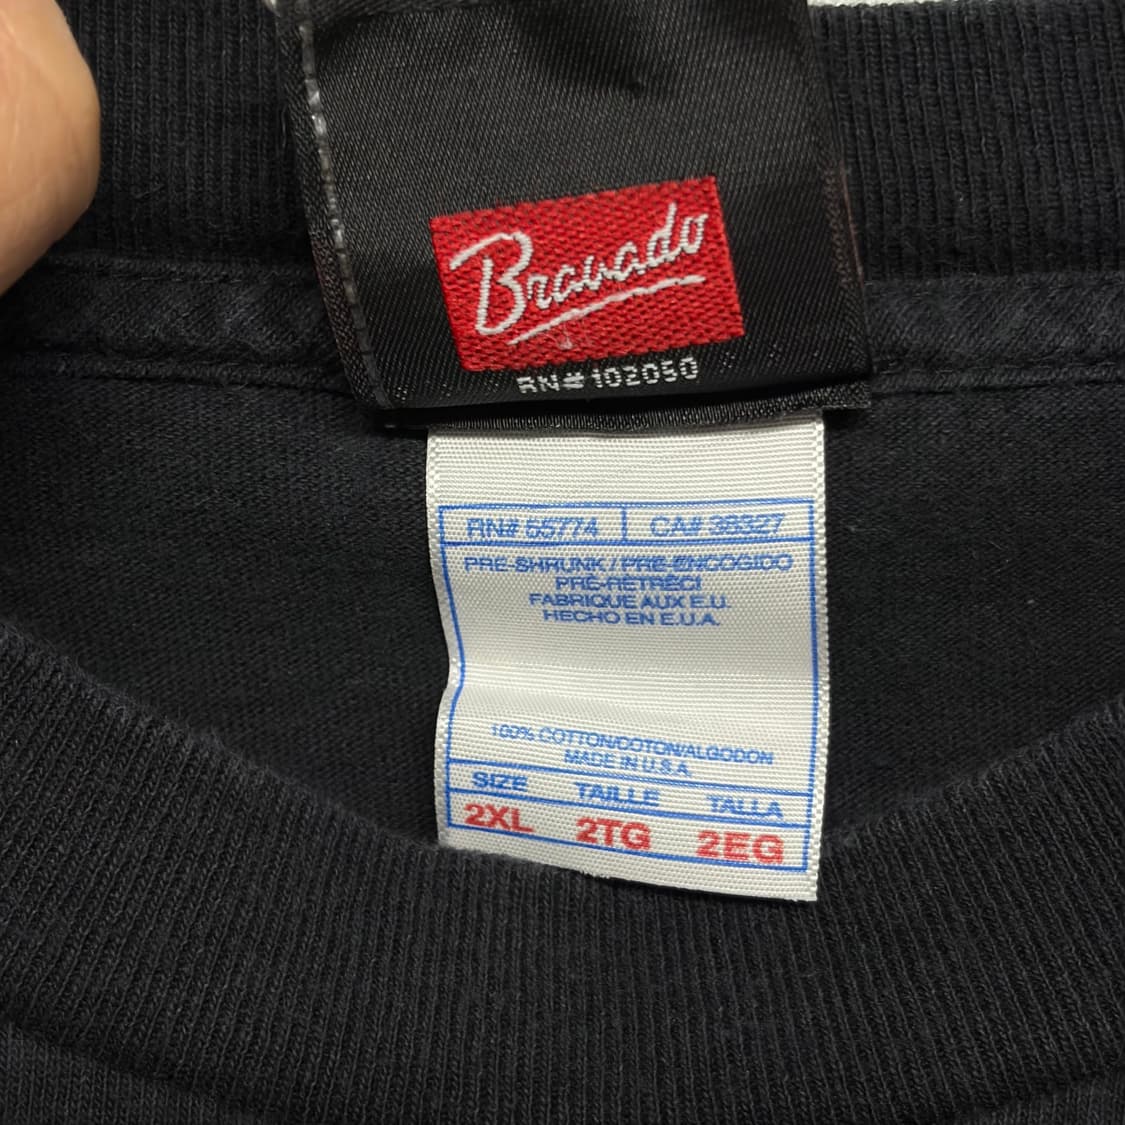 Bravado
RN#102050
RN# 55774 CA# 38327
PRE-SHRUNK / PRE-ENCOGIDO
PRÉ-RÉTRÉCI
FABRIQUE AUX E.U.
HECHO EN E.U.A.
100% COTTON/COTON/ALGODON
MADE IN U.S.A.
SIZE TAILLE TALLA
2XL 2TG 2EG